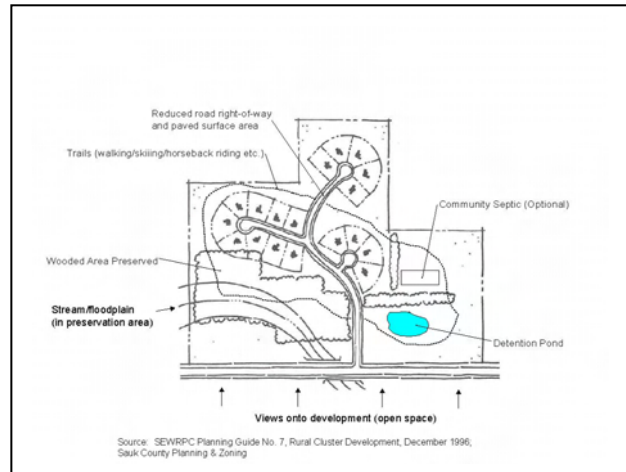 Reduced road right-of-way
and paved surface area
Trails (walking/skiiing/horseback riding etc.)
Community Septic (Optional)
Wooded Area Preserved
Stream/floodplain
(in preservation area)
Detention Pond
Views onto development (open space)
Source: SEWRPC Planning Guide No. 7, Rural Cluster Development, December 1996;
Sauk County Planning & Zoning